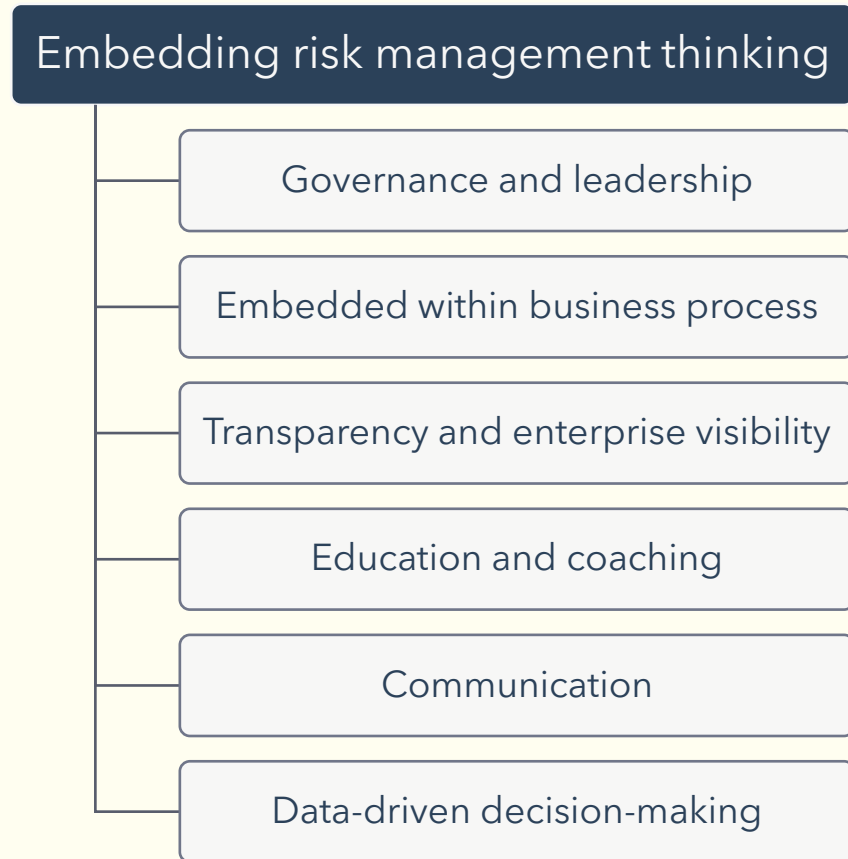 Embedding risk management thinking
Governance and leadership
Embedded within business process
Transparency and enterprise visibility
Education and coaching
Communication
Data-driven decision-making